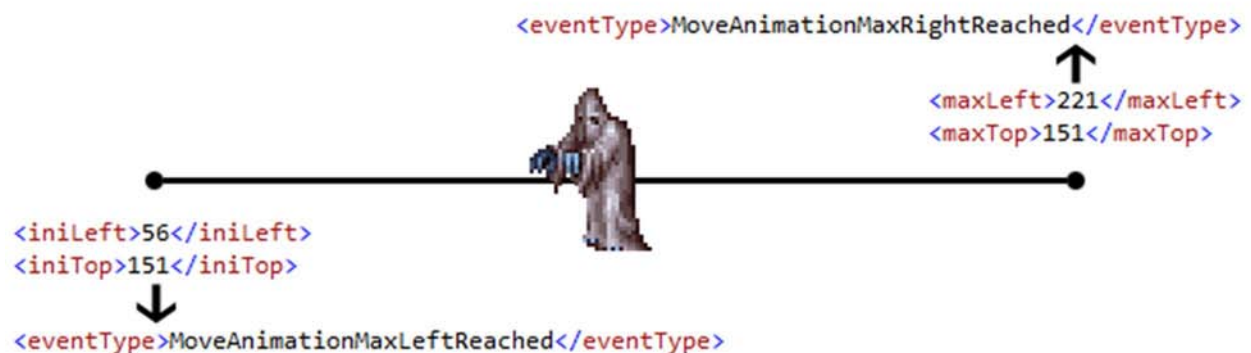 <eventType>MoveAnimationMaxRightReached</eventType>
<maxLeft>221</maxLeft>
<maxTop>151</maxTop>
<iniLeft>56</iniLeft>
<iniTop>151</iniTop>
<eventType>MoveAnimationMaxLeftReached</eventType>